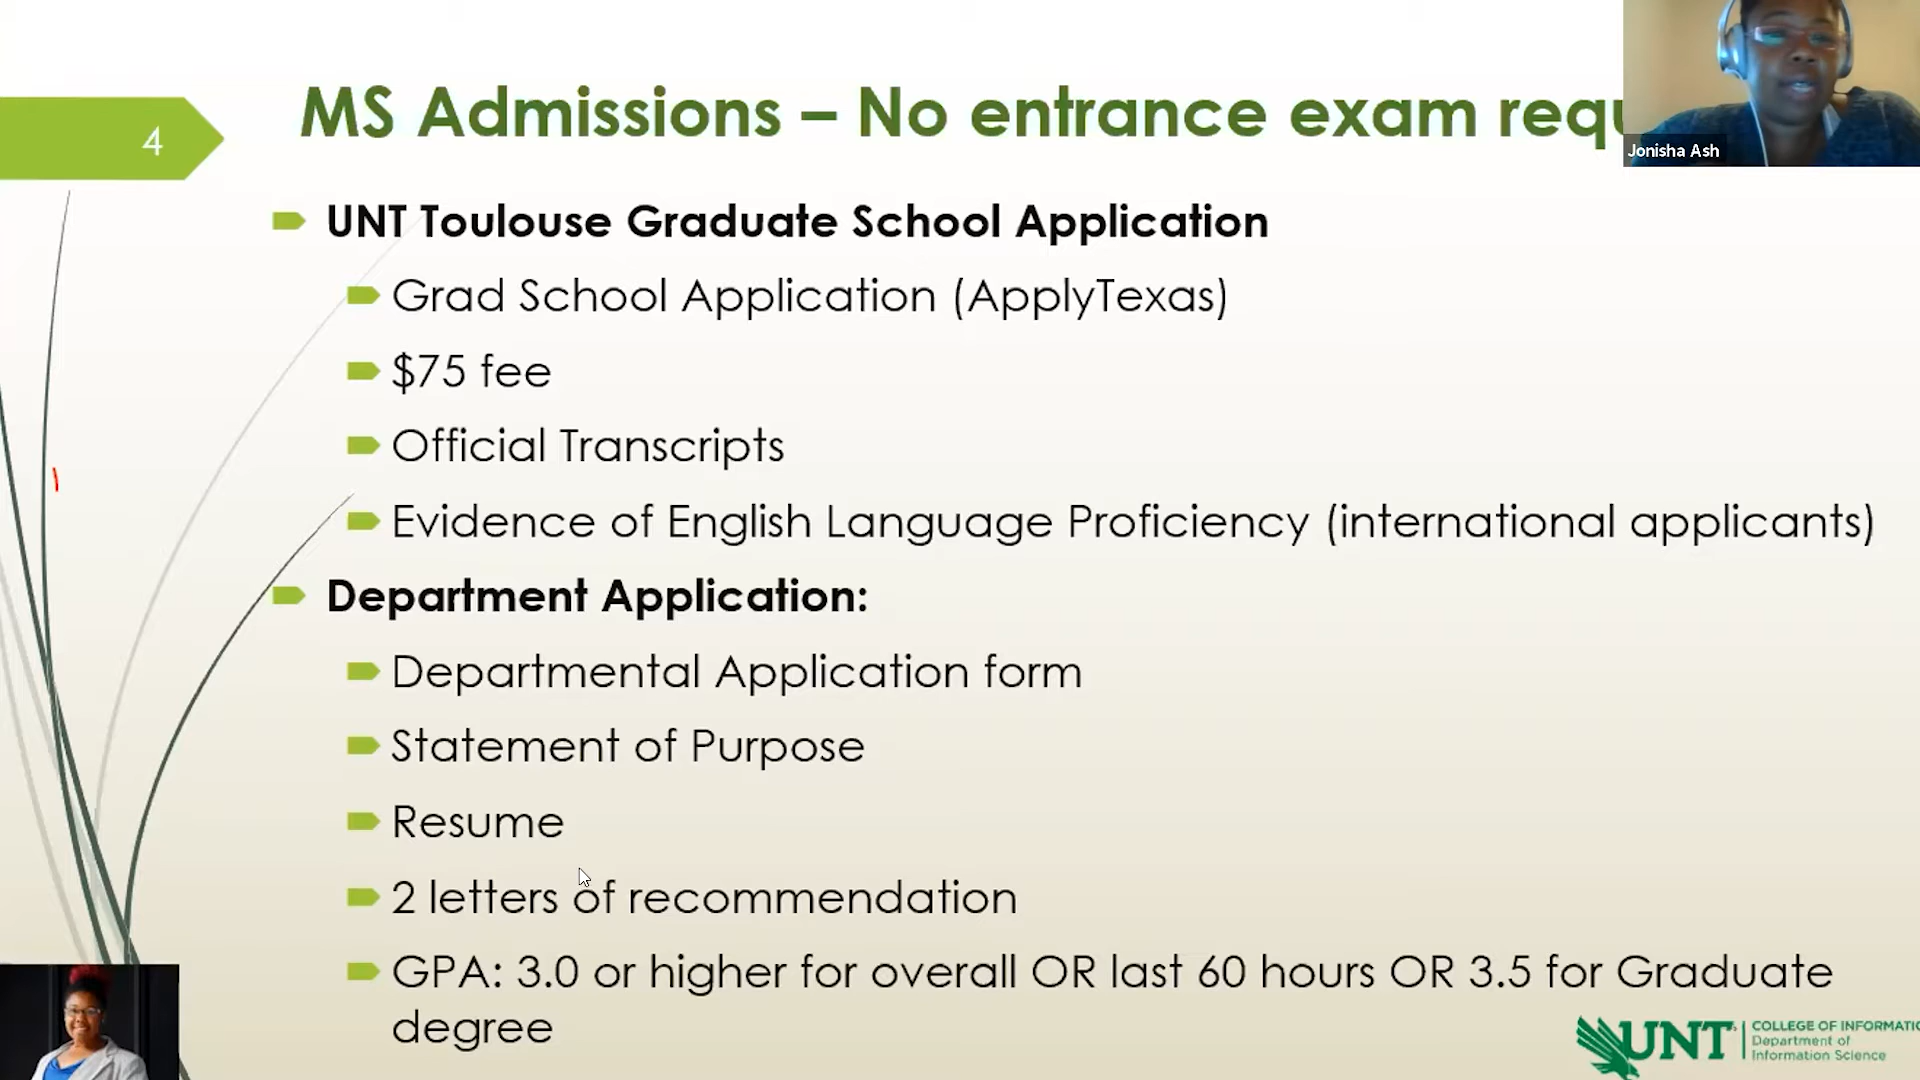 4
MS Admissions – No entrance exam requ
Jonisha Ash
UNT Toulouse Graduate School Application
Grad School Application (ApplyTexas)
$75 fee
Official Transcripts
Evidence of English Language Proficiency (international applicants)
Department Application:
Departmental Application form
Statement of Purpose
Resume
2 letters of recommendation
GPA: 3.0 or higher for overall OR last 60 hours OR 3.5 for Graduate
degree
UNT
COLLEGE OF INFORMATIO
Department of
Information Science